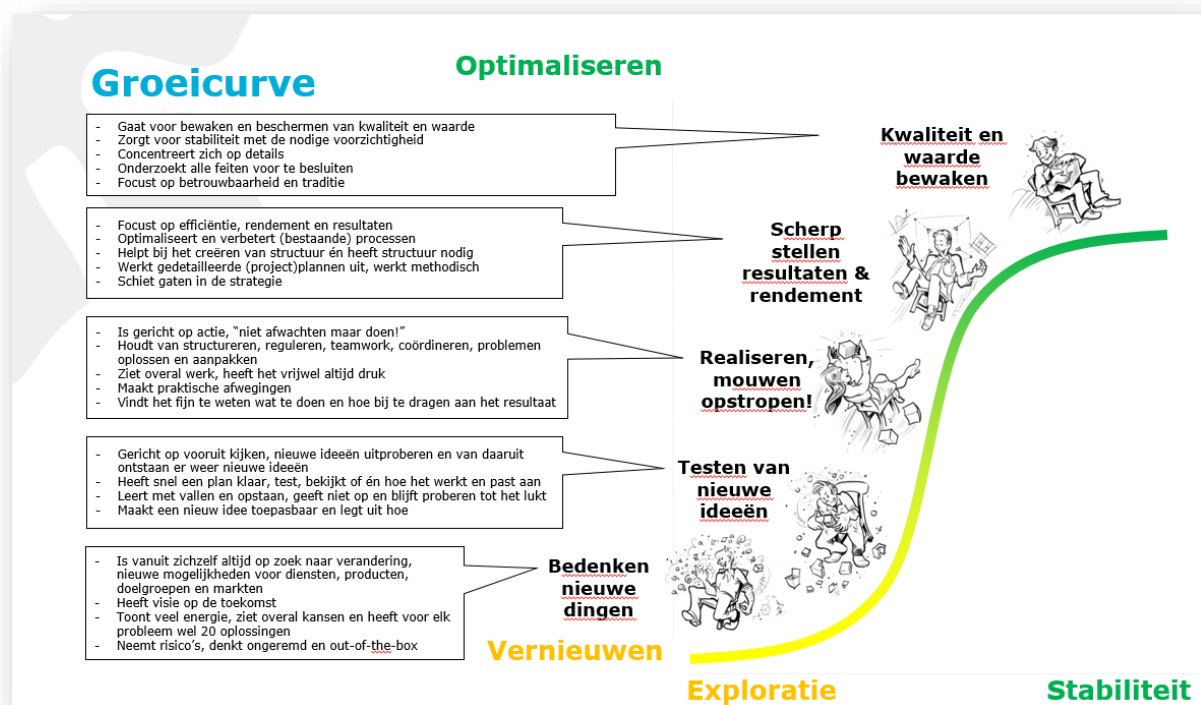 Groeicurve
Optimaliseren
- Gaat voor bewaken en beschermen van kwaliteit en waarde
- Zorgt voor stabiliteit met de nodige voorzichtigheid
- Concentreert zich op details
- Onderzoekt alle feiten voor te besluiten
- Focust op betrouwbaarheid en traditie
Kwaliteit en
waarde
bewaken
- Focust op efficiëntie, rendement en resultaten
- Optimaliseert en verbetert (bestaande) processen
- Helpt bij het creëren van structuur én heeft structuur nodig
- Werkt gedetailleerde (project)plannen uit, werkt methodisch
- Schiet gaten in de strategie
Scherp
stellen
resultaten &
rendement
- Is gericht op actie, “niet afwachten maar doen!”
- Houdt van structureren, reguleren, teamwork, coördineren, problemen
oplossen en aanpakken
- Ziet overal werk, heeft het vrijwel altijd druk
- Maakt praktische afwegingen
- Vindt het fijn te weten wat te doen en hoe bij te dragen aan het resultaat
Realiseren,
mouwen
opstropen!
- Gericht op vooruit kijken, nieuwe ideeën uitproberen en van daaruit
ontstaan er weer nieuwe ideeën
- Heeft snel een plan klaar, test, bekijkt of én hoe het werkt en past aan
- Leert met vallen en opstaan, geeft niet op en blijft proberen tot het lukt
- Maakt een nieuw idee toepasbaar en legt uit hoe
Testen van
nieuwe
ideeën
- Is vanuit zichzelf altijd op zoek naar verandering,
nieuwe mogelijkheden voor diensten, producten,
doelgroepen en markten
- Heeft visie op de toekomst
- Toont veel energie, ziet overal kansen en heeft voor elk
probleem wel 20 oplossingen
- Neemt risico’s, denkt ongeremd en out-of-the-box
Bedenken
nieuwe
dingen
Vernieuwen
Exploratie
Stabiliteit